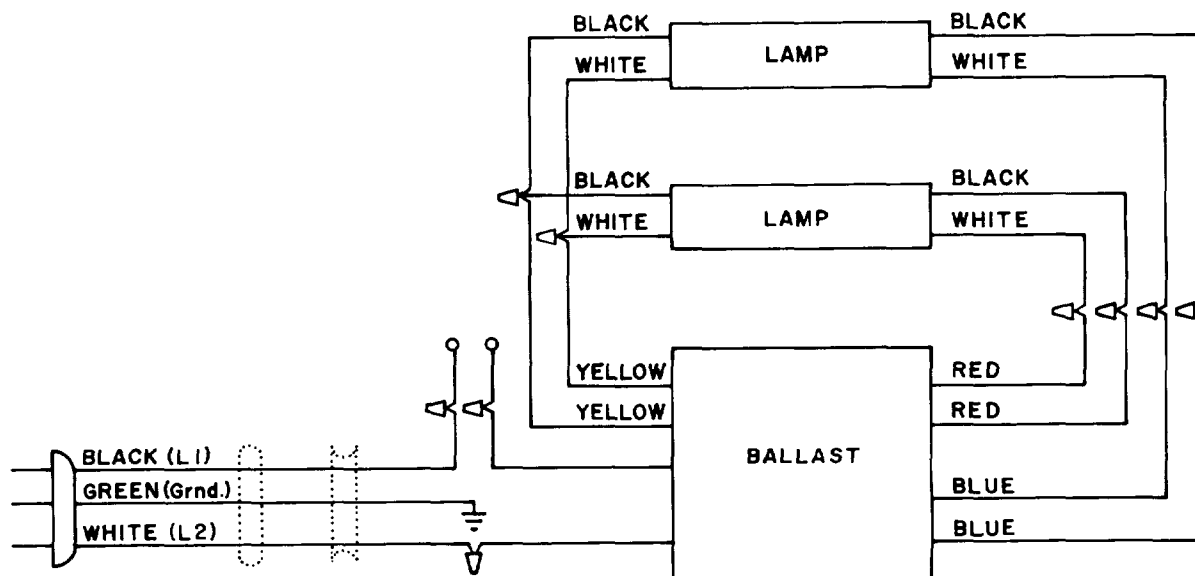 BLACK
BLACK
LAMP
WHITE
WHITE
BLACK
BLACK
LAMP
WHITE
WHITE
YELLOW
RED
YELLOW
RED
BALLAST
BLACK (L1)
GREEN (Grnd.)
BLUE
WHITE (L2)
BLUE